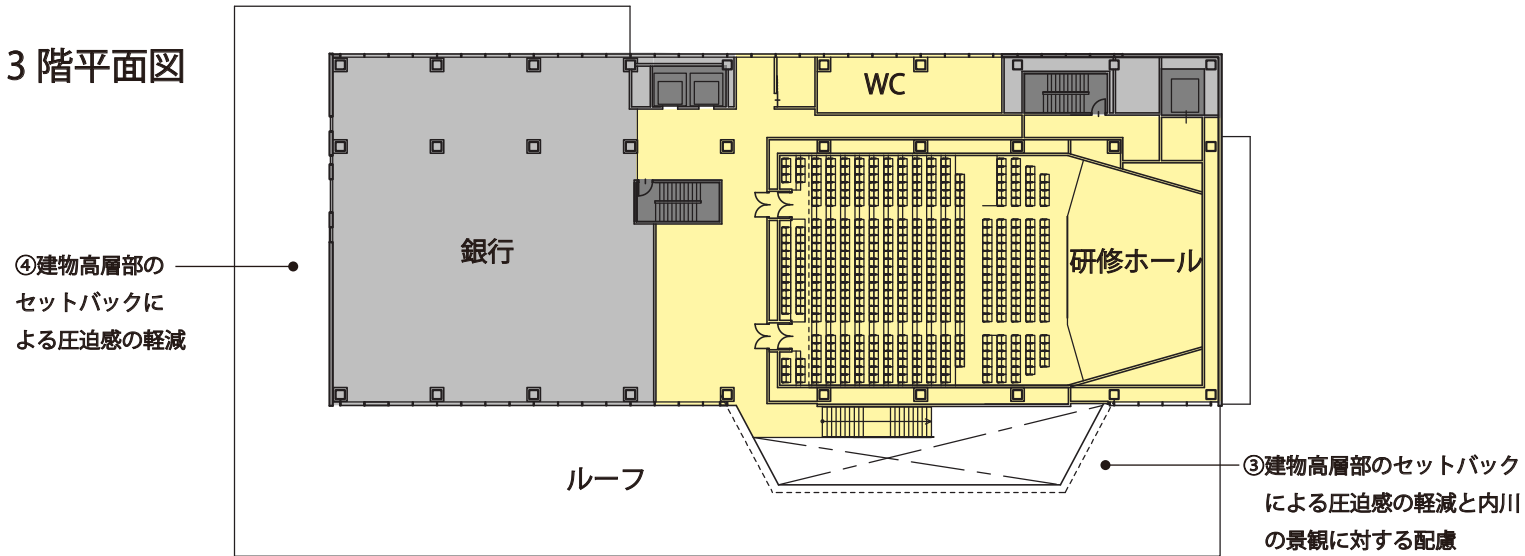 3 階平面図
WC
銀行
研修ホール
④建物高層部の
セットバックに
よる圧迫感の軽減
ルーフ
③建物高層部のセットバック
による圧迫感の軽減と内川
の景観に対する配慮